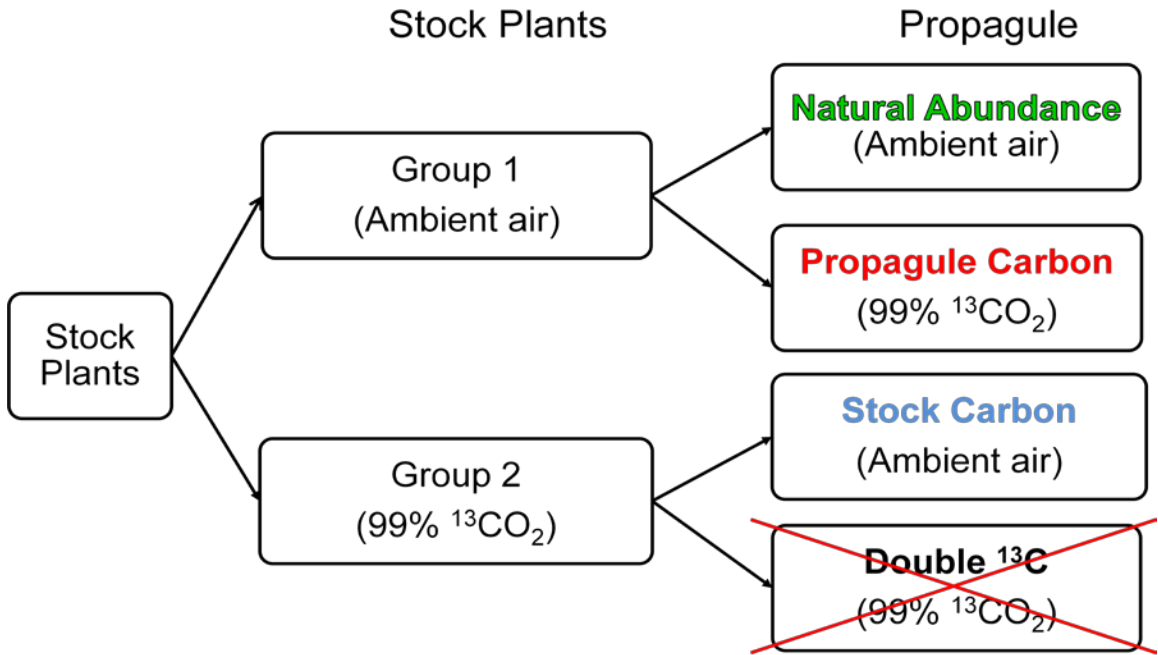 Stock Plants
Propagule
Natural Abundance
(Ambient air)
Group 1
(Ambient air)
Propagule Carbon
(99% ¹³CO₂)
Stock
Plants
Stock Carbon
(Ambient air)
Group 2
(99% ¹³CO₂)
Double ¹³C
(99% ¹³CO₂)